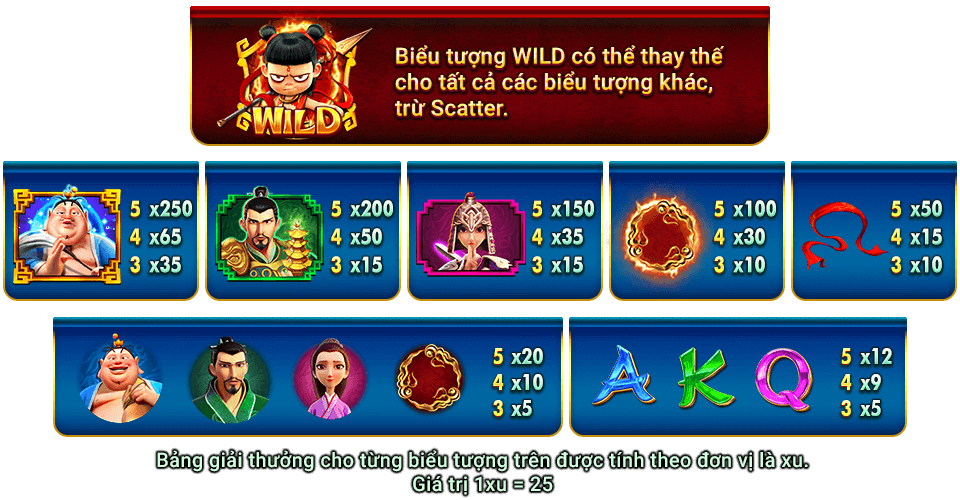 WILD
Biểu tượng WILD có thể thay thế
cho tất cả các biểu tượng khác,
trừ Scatter.
5 x250
4 x65
3 x35
5 x200
4 x50
3 x15
5 x150
4 x35
3 x15
5 x100
4 x30
3 x10
5 x50
4 x15
3 x10
5 x20
4 x10
3 x5
A K Q
5 x12
4 x9
3 x5
Bảng giải thưởng cho từng biểu tượng trên được tính theo đơn vị là xu.
Giá trị 1xu = 25